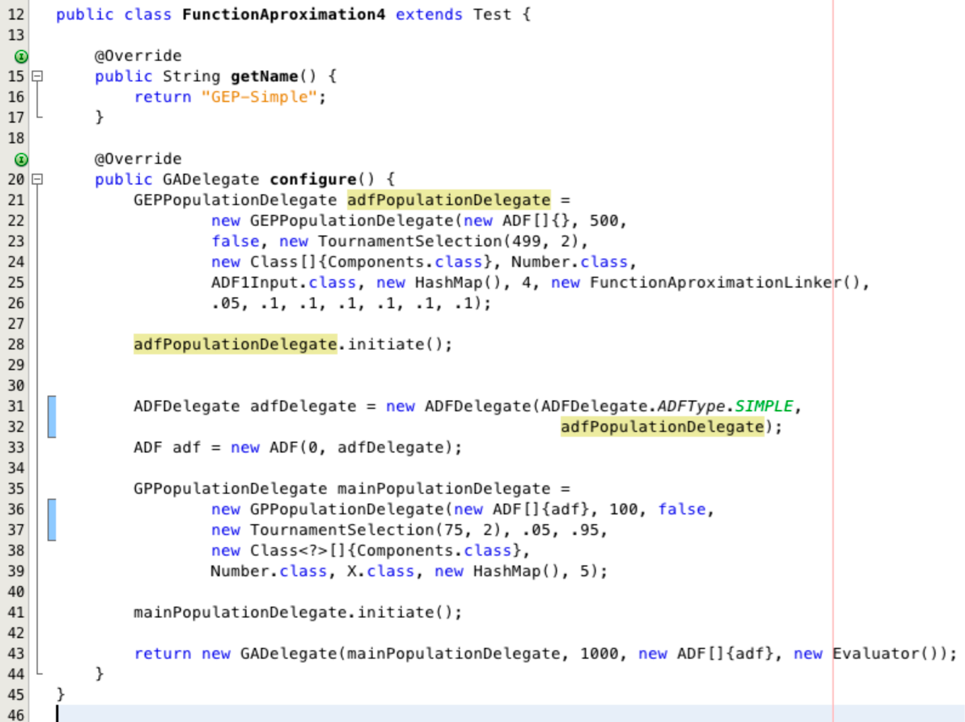 12 public class FunctionAproximation4 extends Test {
13
@Override
15 public String getName() {
16 return "GEP-Simple";
17 }
18
@Override
20 public GADelegate configure() {
21 GEPPopulationDelegate adfPopulationDelegate =
22 new GEPPopulationDelegate(new ADF[]{}, 500,
23 false, new TournamentSelection(499, 2),
24 new Class[]{Components.class}, Number.class,
25 ADF1Input.class, new HashMap(), 4, new FunctionAproximationLinker(),
26 .05, .1, .1, .1, .1, .1, .1);
27
28 adfPopulationDelegate.initiate();
29
30
31 ADFDelegate adfDelegate = new ADFDelegate(ADFDelegate.ADFType.SIMPLE,
32 adfPopulationDelegate);
33 ADF adf = new ADF(0, adfDelegate);
34
35 GPPopulationDelegate mainPopulationDelegate =
36 new GPPopulationDelegate(new ADF[]{adf}, 100, false,
37 new TournamentSelection(75, 2), .05, .95,
38 new Class<?>[]{Components.class},
39 Number.class, X.class, new HashMap(), 5);
40
41 mainPopulationDelegate.initiate();
42
43 return new GADelegate(mainPopulationDelegate, 1000, new ADF[]{adf}, new Evaluator());
44 }
45 }
46